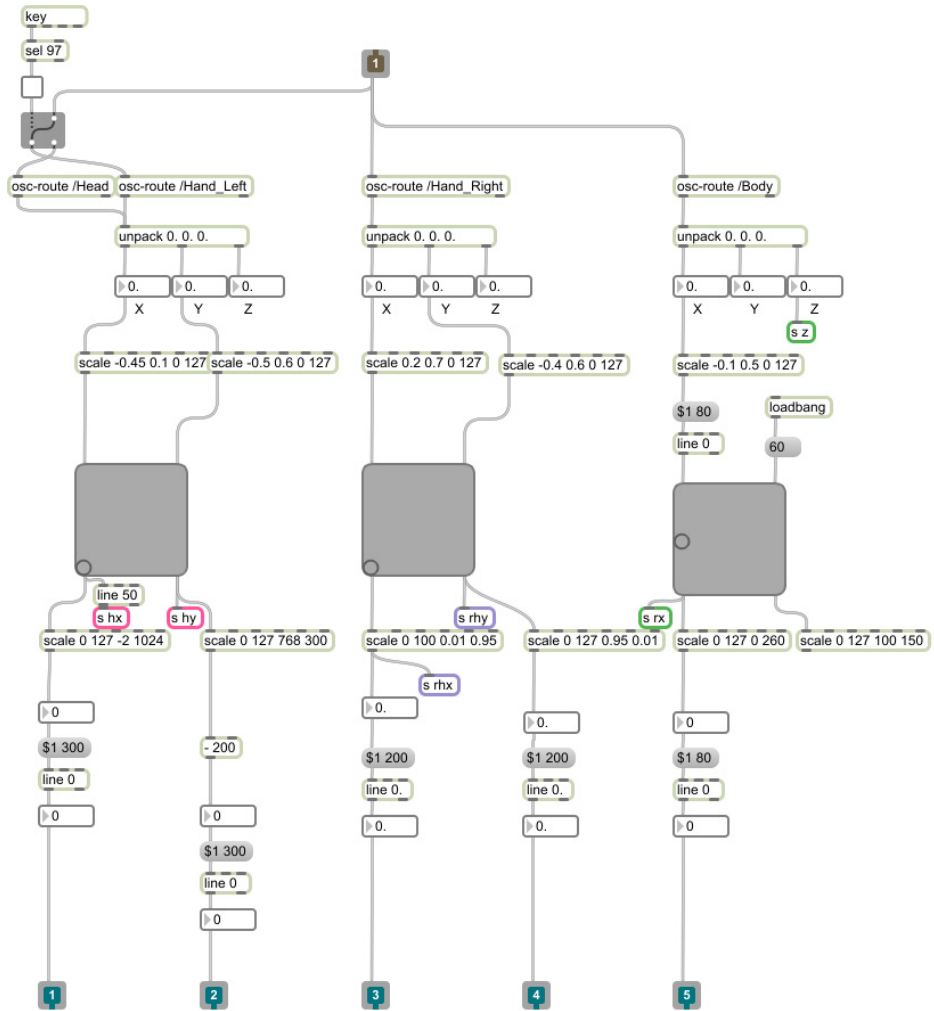 key
sel 97
1
osc-route /Head
osc-route /Hand_Left
osc-route /Hand_Right
osc-route /Body
unpack 0. 0. 0.
unpack 0. 0. 0.
unpack 0. 0. 0.
0.
0.
0.
0.
0.
0.
0.
0.
0.
X
Y
Z
X
Y
Z
X
Y
Z
s z
scale -0.45 0.1 0 127
scale -0.5 0.6 0 127
scale 0.2 0.7 0 127
scale -0.4 0.6 0 127
scale -0.1 0.5 0 127
$1 80
loadbang
line 0
60
line 50
s hx
s hy
s rhy
s rx
scale 0 127 -2 1024
scale 0 127 768 300
scale 0 100 0.01 0.95
scale 0 127 0.95 0.01
scale 0 127 0 260
scale 0 127 100 150
s rhx
0
0.
0.
0
$1 300
- 200
$1 200
$1 200
$1 80
line 0
line 0.
line 0.
line 0
0
0
0.
0.
0
$1 300
line 0
0
1
2
3
4
5